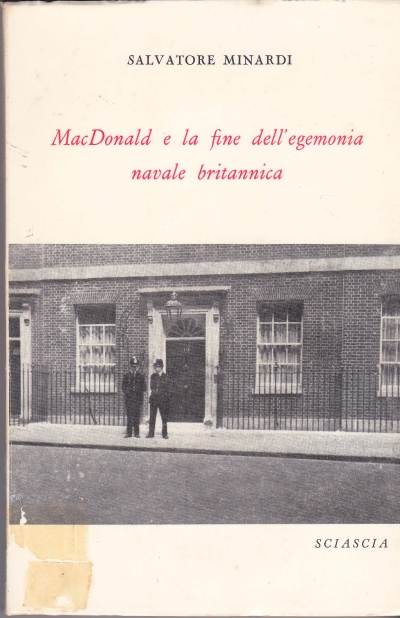 SALVATORE MINARDI
MacDonald e la fine dell'egemonia
navale britannica
SCIASCIA